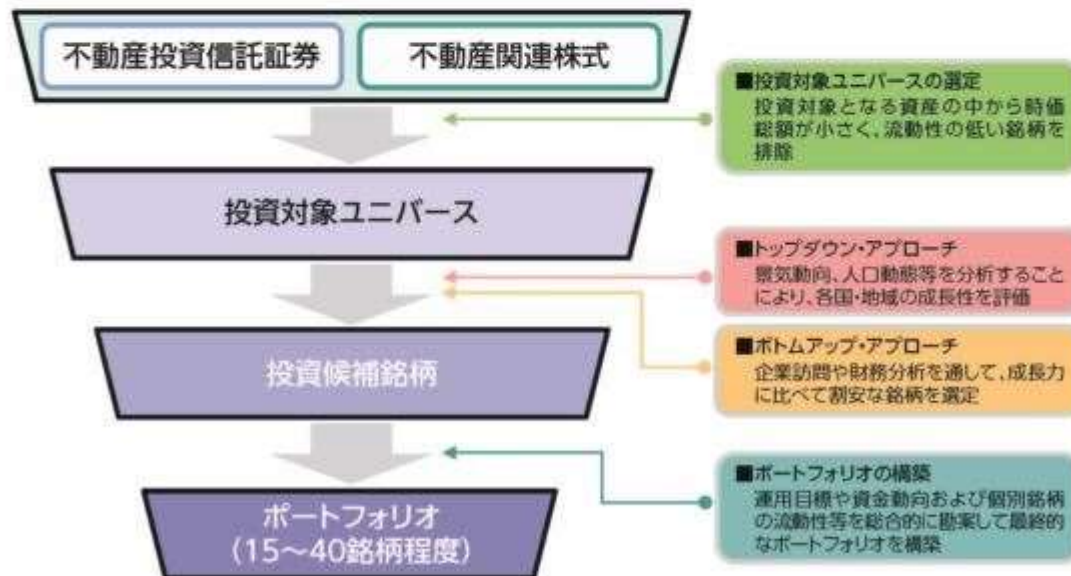 不動産投資信託証券
不動産関連株式
■投資対象ユニバースの選定
投資対象となる資産の中から時価
総額が小さく、流動性の低い銘柄を
排除
投資対象ユニバース
■トップダウン・アプローチ
景気動向、人口動態等を分析すること
により、各国・地域の成長性を評価
■ボトムアップ・アプローチ
企業訪問や財務分析を通して、成長力
に比べて割安な銘柄を選定
投資候補銘柄
■ポートフォリオの構築
運用目標や資金動向および個別銘柄
の流動性等を総合的に勘案して最終的
なポートフォリオを構築
ポートフォリオ
(15～40銘柄程度)